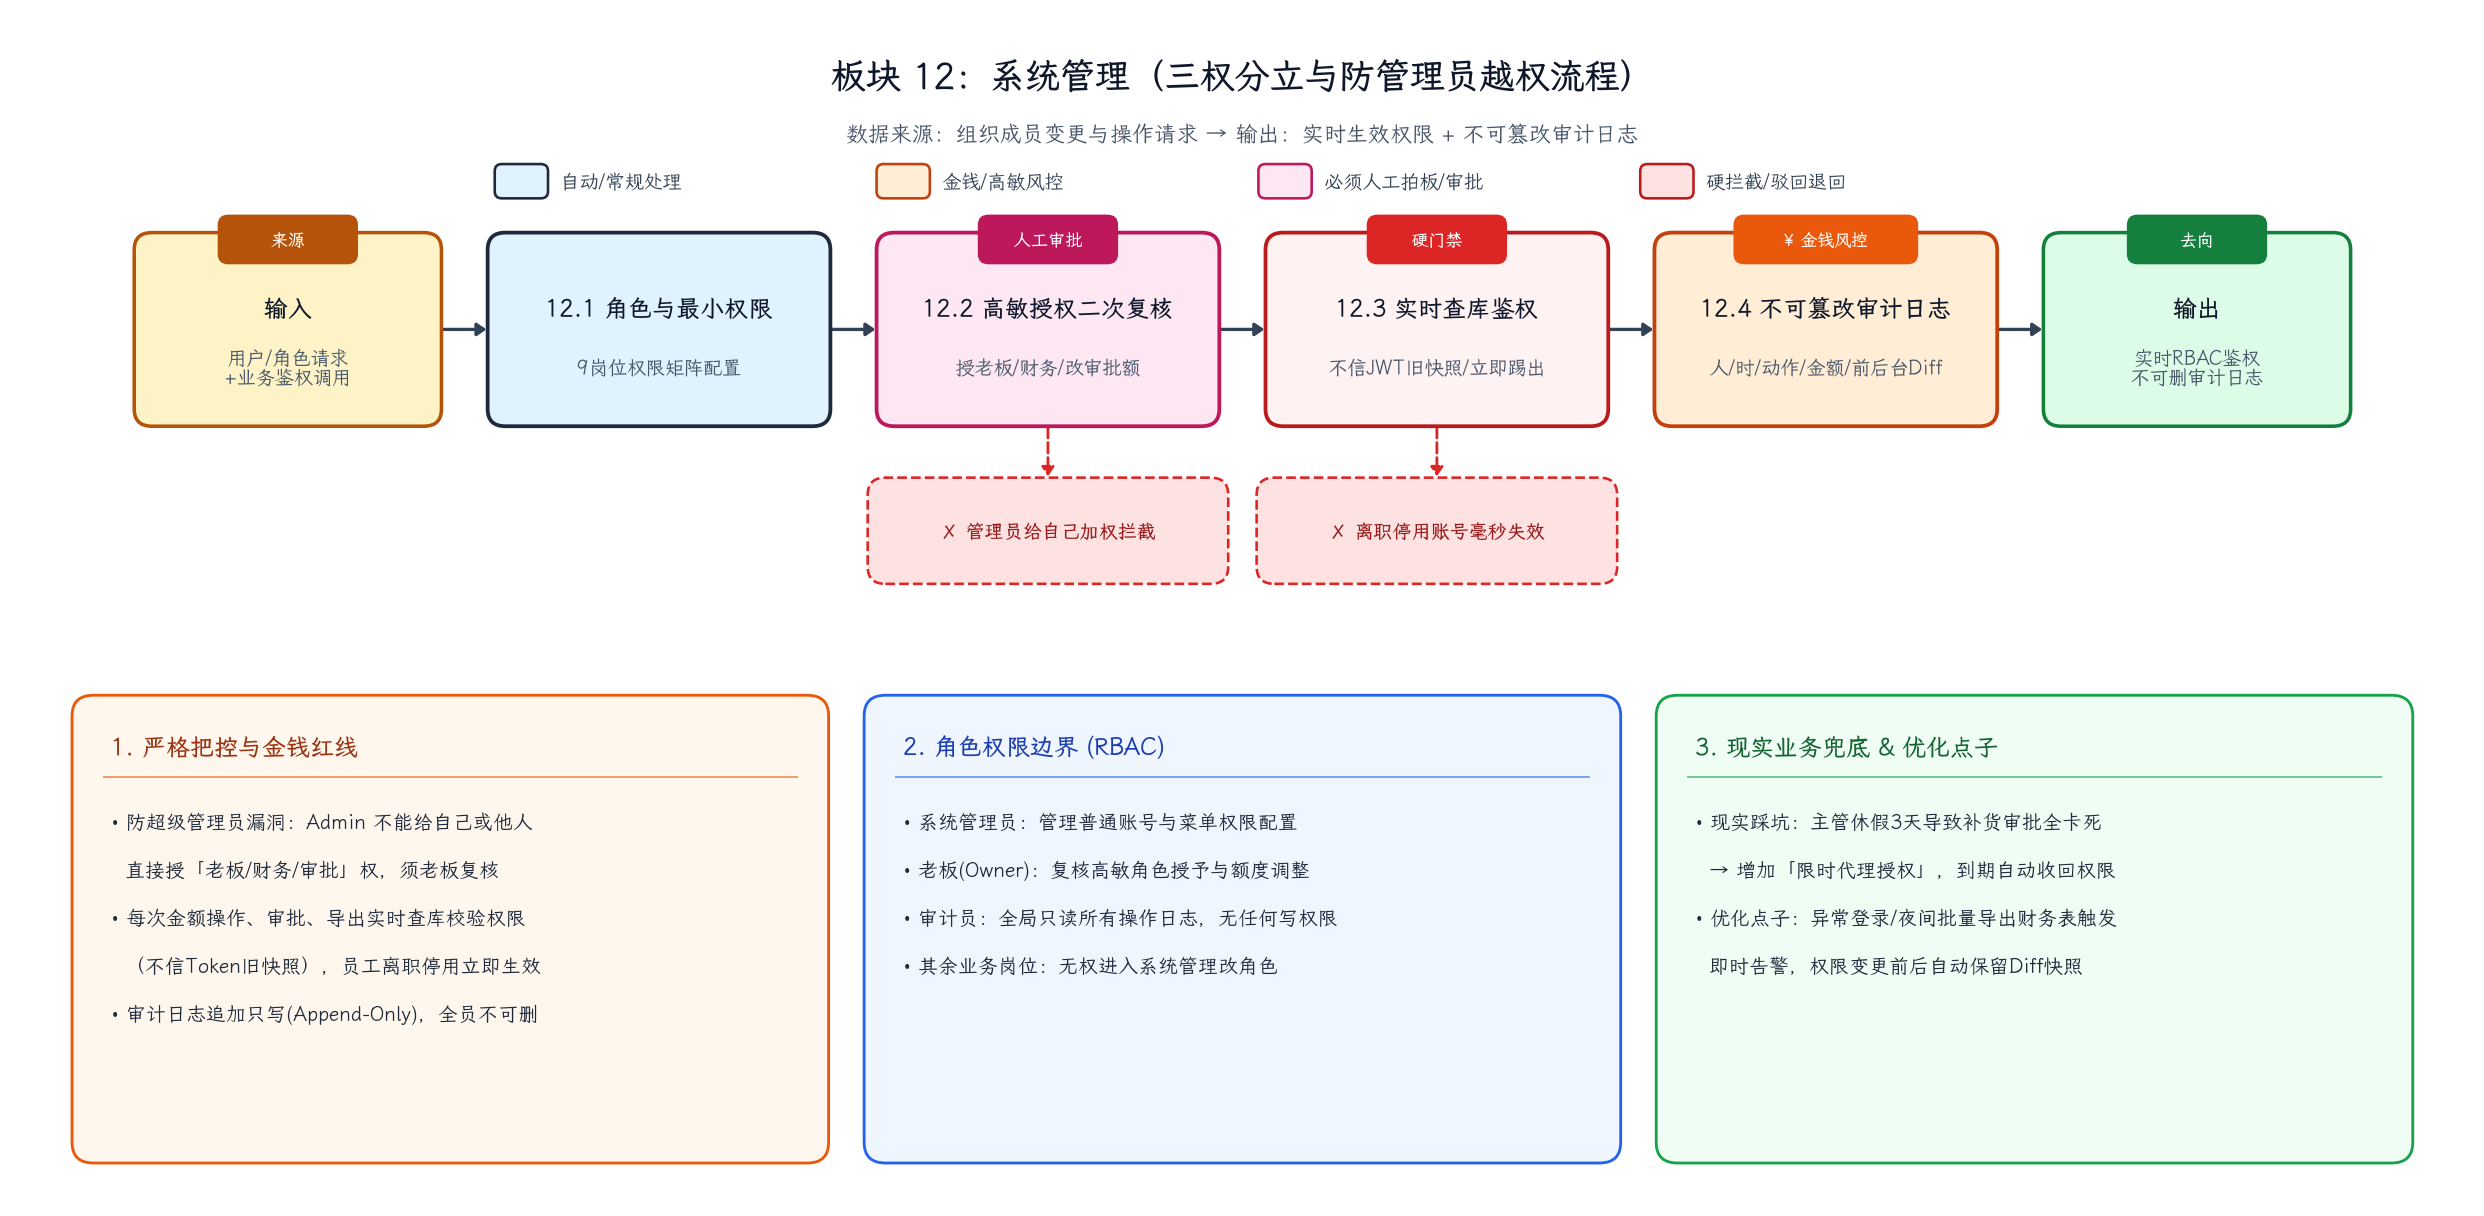 板块 12：系统管理（三权分立与防管理员越权流程）
数据来源：组织成员变更与操作请求 → 输出：实时生效权限 + 不可篡改审计日志
自动/常规处理
金钱/高敏风控
必须人工拍板/审批
硬拦截/驳回退回
来源
输入
用户/角色请求
+业务鉴权调用
12.1 角色与最小权限
9岗位权限矩阵配置
人工审批
12.2 高敏授权二次复核
授老板/财务/改审批额
硬门禁
12.3 实时查库鉴权
不信JWT旧快照/立即踢出
¥ 金钱风控
12.4 不可篡改审计日志
人/时/动作/金额/前后台Diff
去向
输出
实时RBAC鉴权
不可删审计日志
X 管理员给自己加权拦截
X 离职停用账号毫秒失效
1. 严格把控与金钱红线
• 防超级管理员漏洞：Admin 不能给自己或他人
直接授「老板/财务/审批」权，须老板复核
• 每次金额操作、审批、导出实时查库校验权限
（不信Token旧快照），员工离职停用立即生效
• 审计日志追加只写(Append-Only)，全员不可删
2. 角色权限边界 (RBAC)
• 系统管理员：管理普通账号与菜单权限配置
• 老板(Owner)：复核高敏角色授予与额度调整
• 审计员：全局只读所有操作日志，无任何写权限
• 其余业务岗位：无权进入系统管理改角色
3. 现实业务兜底 & 优化点子
• 现实踩坑：主管休假3天导致补货审批全卡死
→ 增加「限时代理授权」，到期自动收回权限
• 优化点子：异常登录/夜间批量导出财务表触发
即时告警，权限变更前后自动保留Diff快照